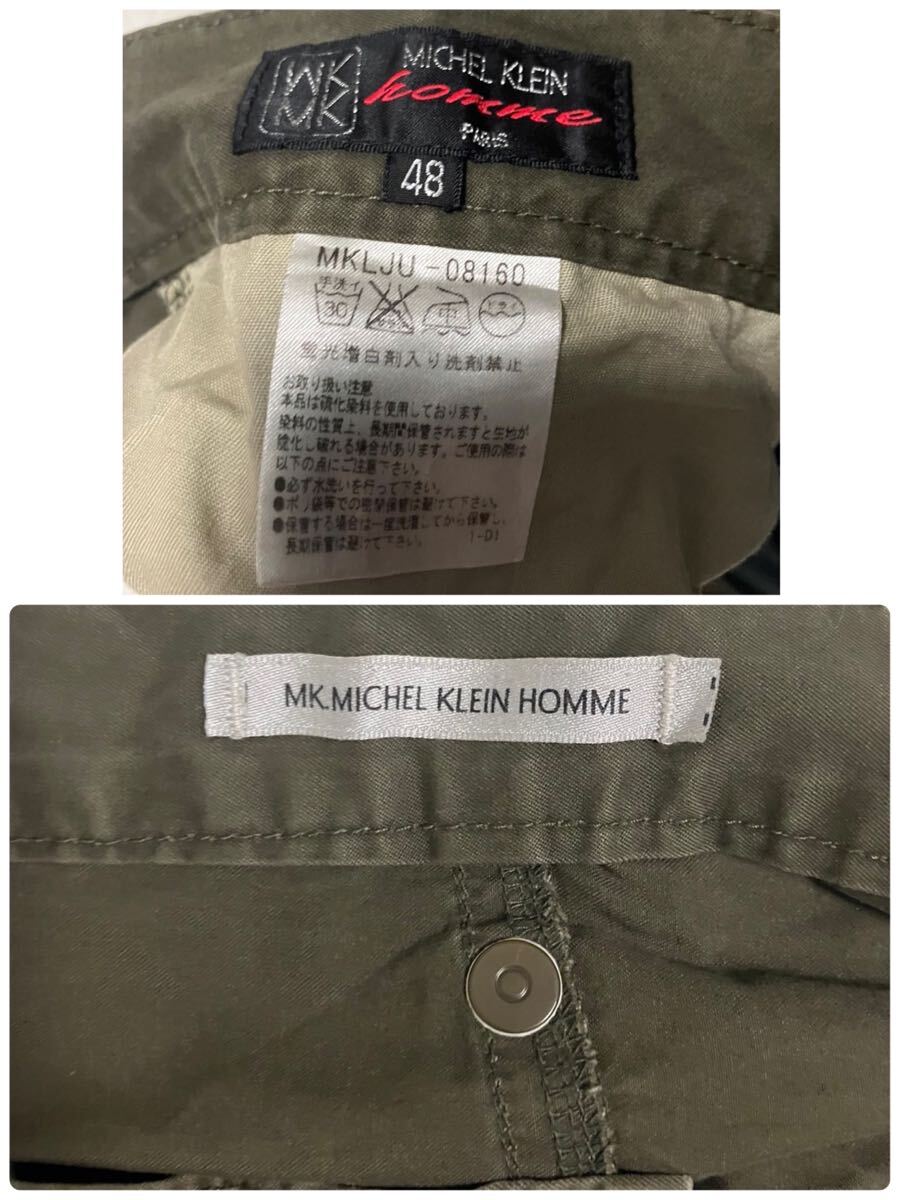 MK
MK
MICHEL KLEIN
homme
PARIS
48
MKLJU-08160
手洗イ
30
中
ドライ
蛍光増白剤入り洗剤禁止
お取り扱い注意
本品は硫化染料を使用しております。
染料の性質上、長期間保管されますと生地が
脆化し破れる場合があります。ご使用の際は
以下の点にご注意下さい。
●必ず水洗いを行って下さい。
●ポリ袋等での密閉保管は避けて下さい。
●保管する場合は一度洗濯してから保管し、
長期保管は避けて下さい。 1-D1
MK.MICHEL KLEIN HOMME